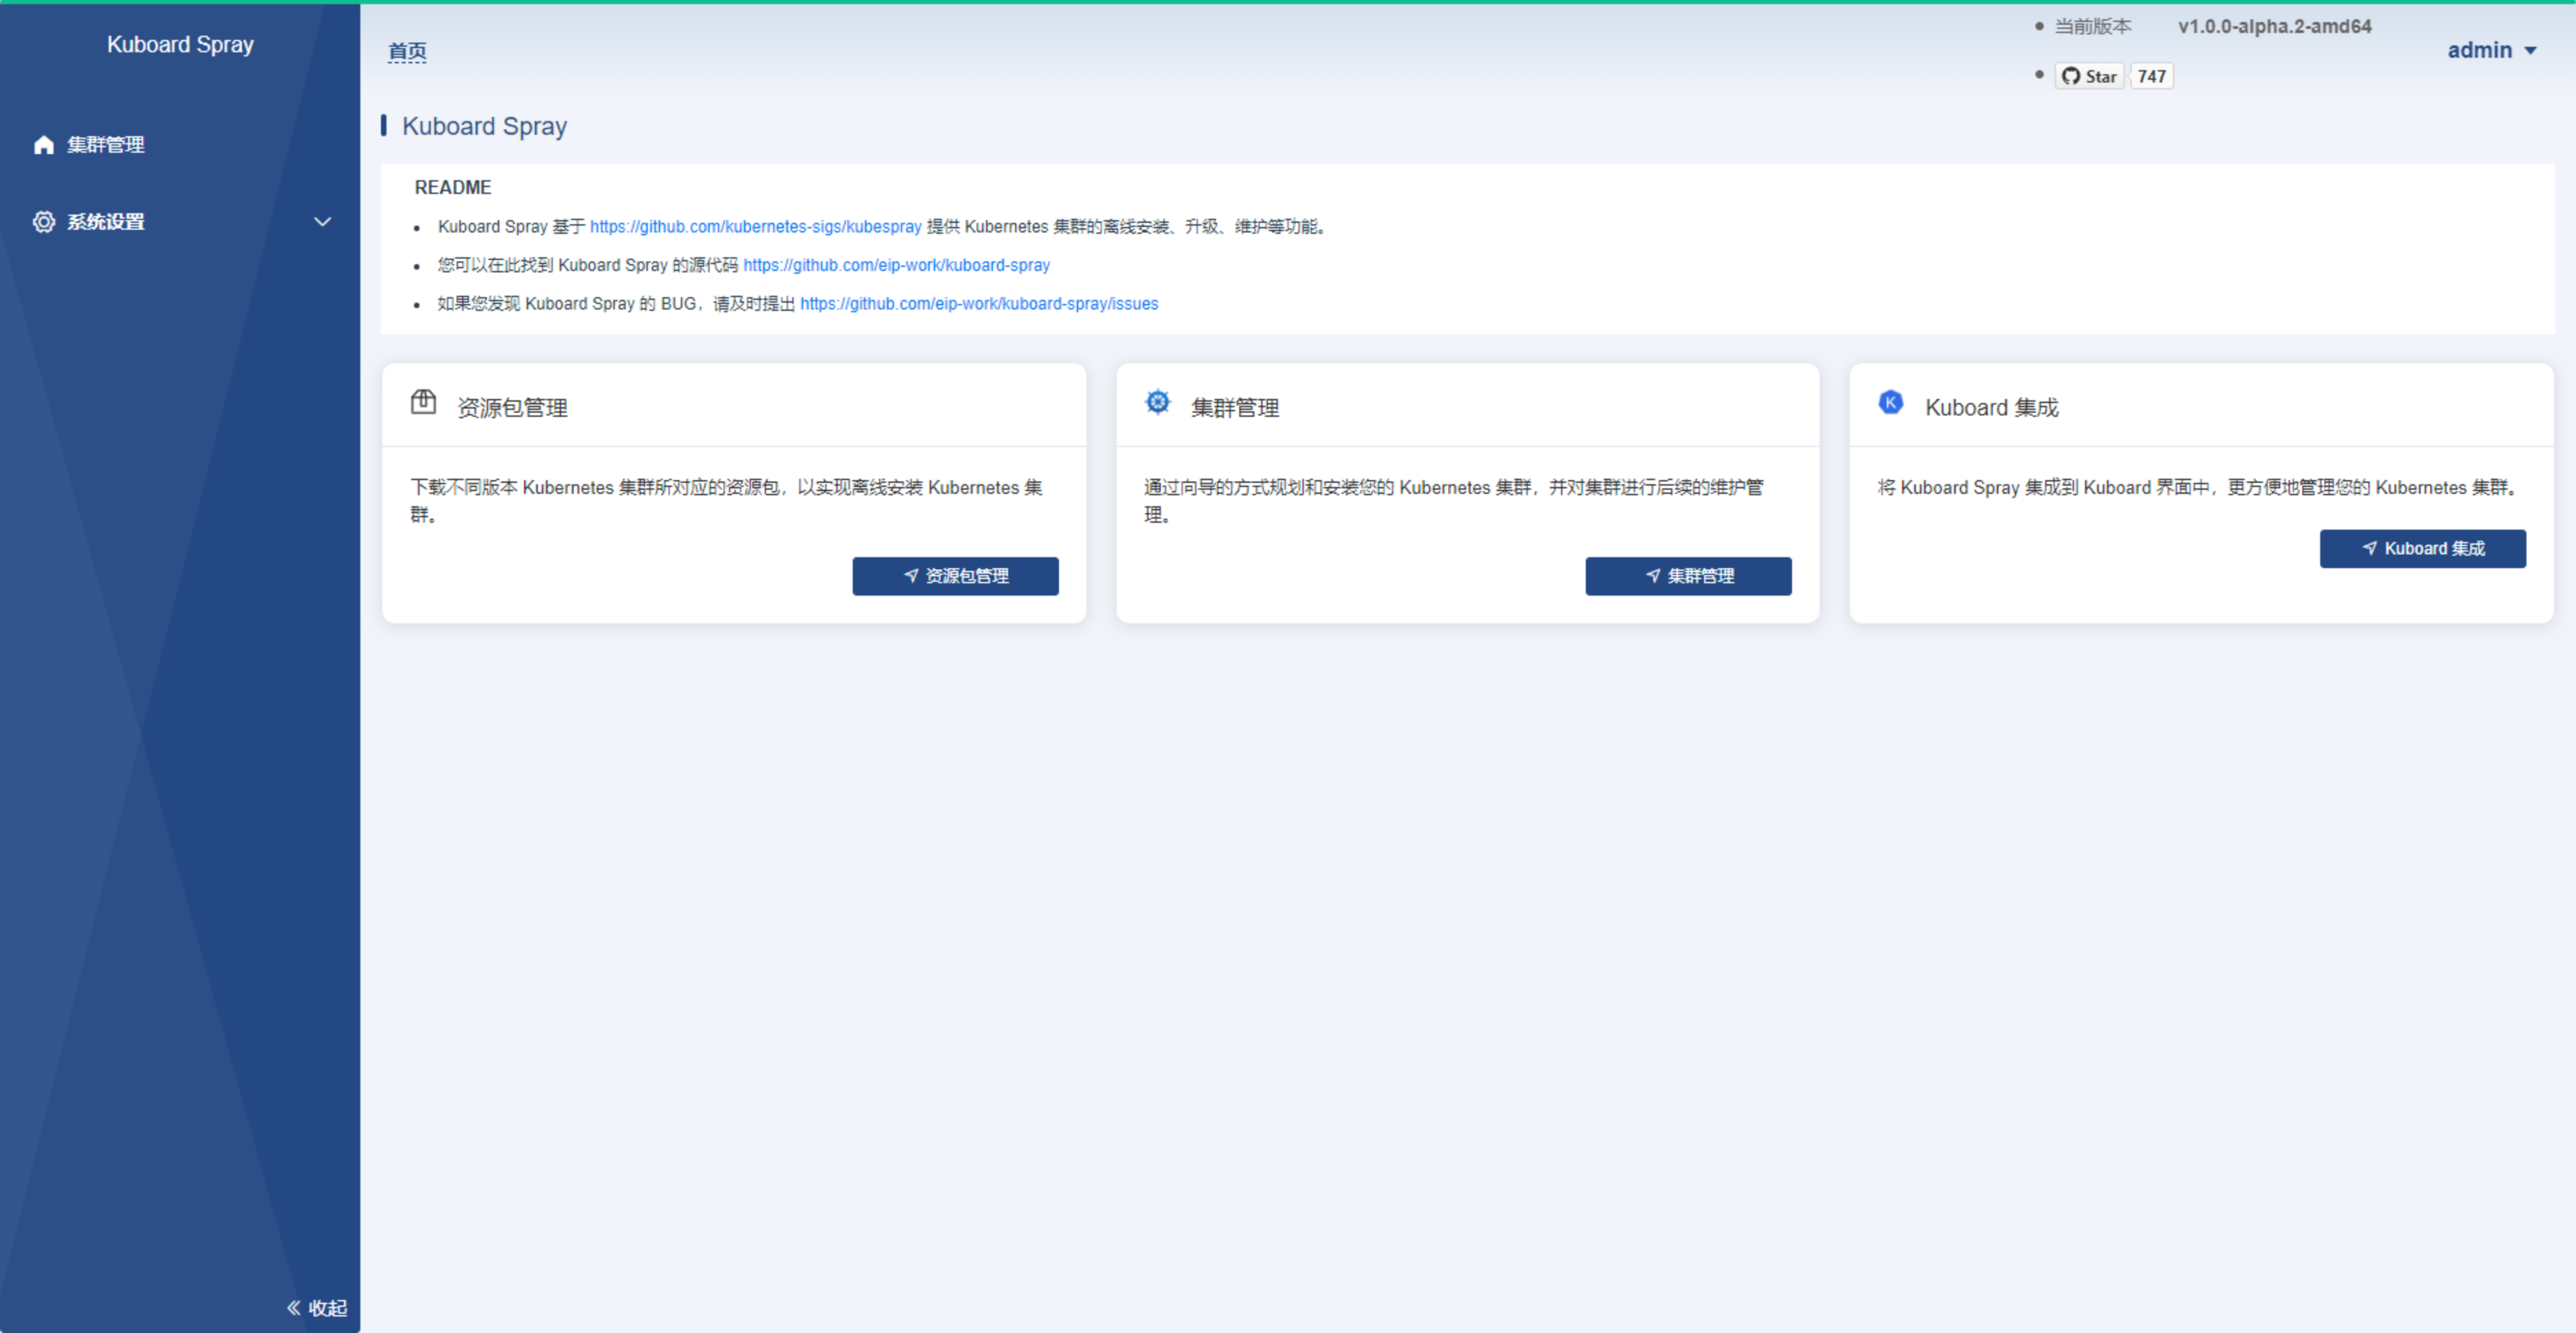 Kuboard Spray
集群管理
系统设置
收起
首页
当前版本 v1.0.0-alpha.2-amd64
Star 747
admin
Kuboard Spray
README
Kuboard Spray 基于 https://github.com/kubernetes-sigs/kubespray 提供 Kubernetes 集群的离线安装、升级、维护等功能。
您可以在此找到 Kuboard Spray 的源代码 https://github.com/eip-work/kuboard-spray
如果您发现 Kuboard Spray 的 BUG，请及时提出 https://github.com/eip-work/kuboard-spray/issues
资源包管理
下载不同版本 Kubernetes 集群所对应的资源包，以实现离线安装 Kubernetes 集
群。
资源包管理
集群管理
通过向导的方式规划和安装您的 Kubernetes 集群，并对集群进行后续的维护管
理。
集群管理
K
Kuboard 集成
将 Kuboard Spray 集成到 Kuboard 界面中，更方便地管理您的 Kubernetes 集群。
Kuboard 集成